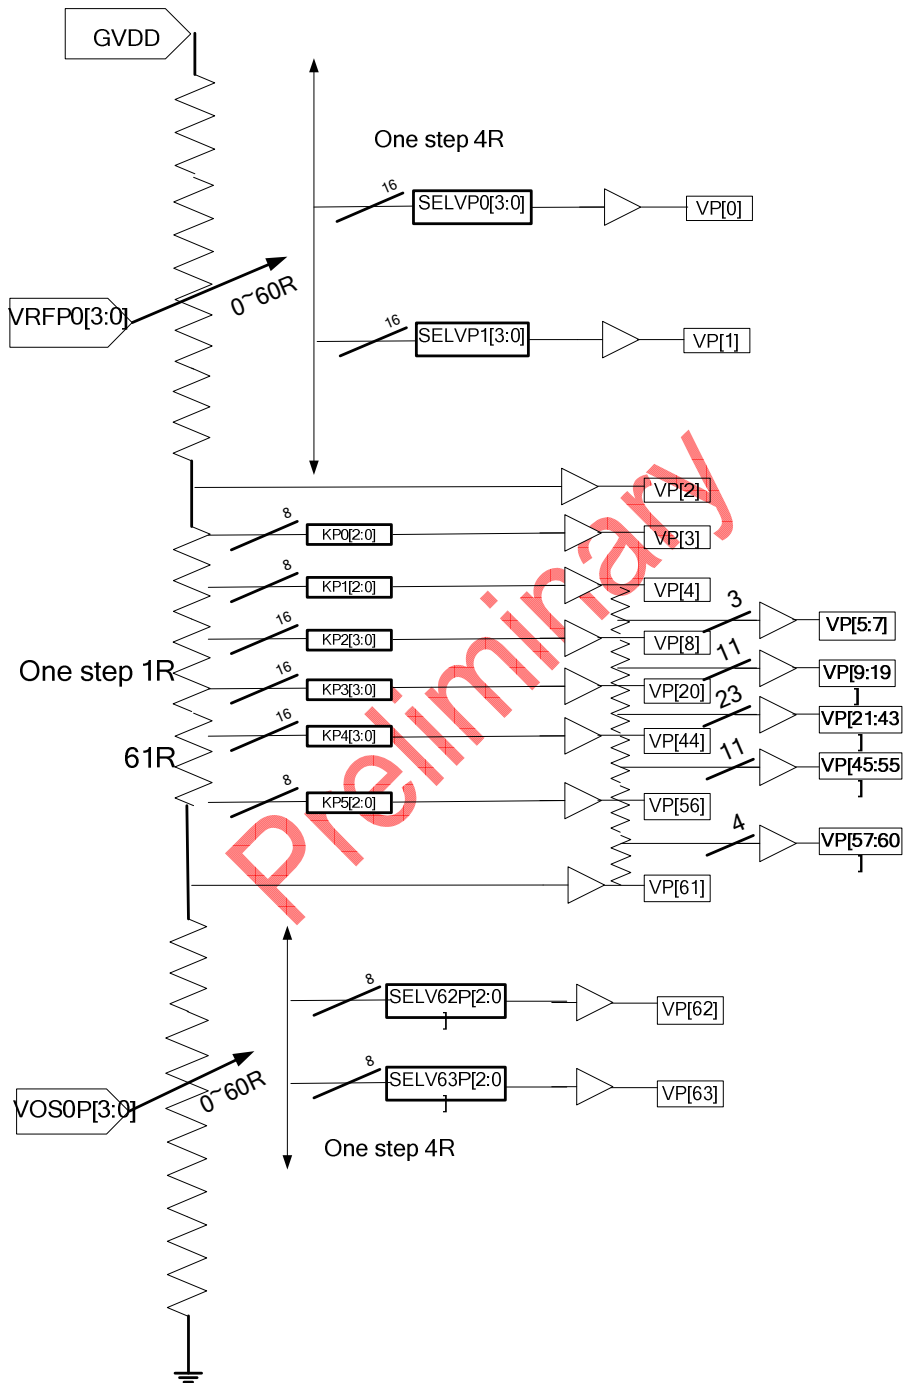 GVDD
One step 4R
16
SELVP0[3:0]
VP[0]
0~60R
VRFP0[3:0]
16
SELVP1[3:0]
VP[1]
VP[2]
8
KP0[2:0]
VP[3]
8
KP1[2:0]
VP[4]
3
VP[5:7]
16
KP2[3:0]
VP[8]
11
VP[9:19
]
One step 1R
16
KP3[3:0]
VP[20]
23
VP[21:43
]
16
KP4[3:0]
VP[44]
61R
11
VP[45:55
]
8
KP5[2:0]
VP[56]
4
VP[57:60
]
VP[61]
Preliminary
8
SELV62P[2:0
]
VP[62]
0~60R
VOS0P[3:0]
8
SELV63P[2:0
]
VP[63]
One step 4R